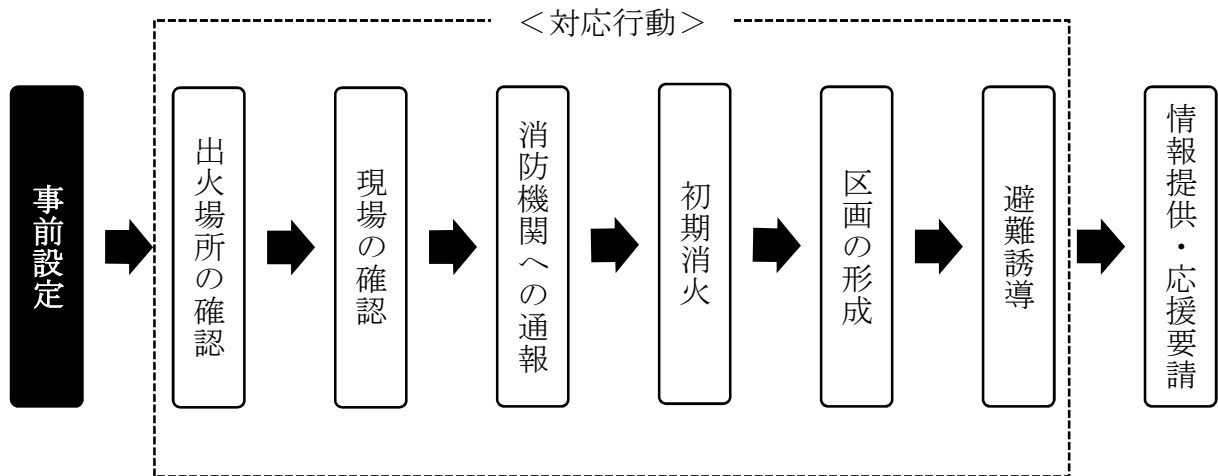 ＜対応行動＞
事前設定
出火場所の確認
現場の確認
消防機関への通報
初期消火
区画の形成
避難誘導
情報提供・応援要請